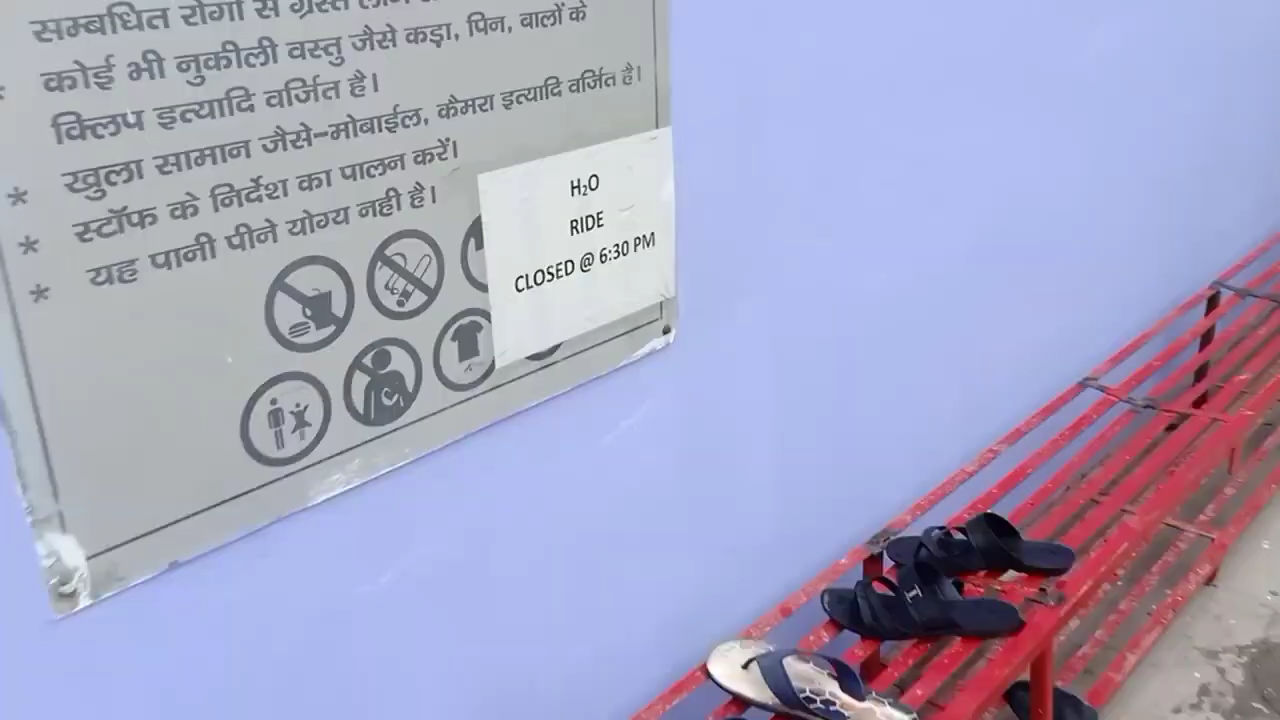 सम्बधित रोगों से ग्रस्त लोग
कोई भी नुकीली वस्तु जैसे कड़ा, पिन, बालों के
क्लिप इत्यादि वर्जित है।
* खुला सामान जैसे-मोबाईल, कैमरा इत्यादि वर्जित है।
* स्टॉफ के निर्देश का पालन करें।
* यह पानी पीने योग्य नही है।
H₂O
RIDE
CLOSED @ 6:30 PM